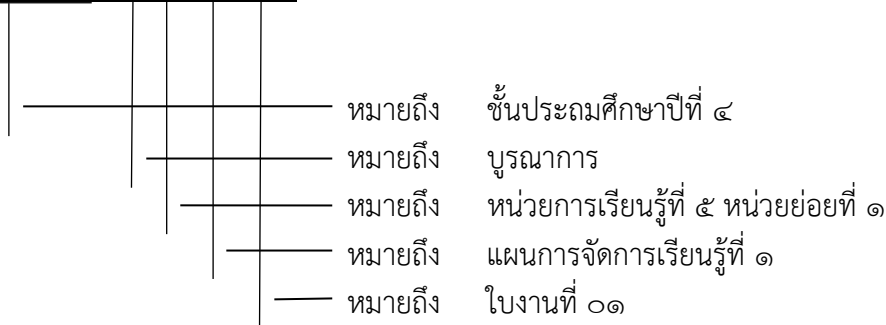 หมายถึง ชั้นประถมศึกษาปีที่ ๔
หมายถึง บูรณาการ
หมายถึง หน่วยการเรียนรู้ที่ ๕ หน่วยย่อยที่ ๑
หมายถึง แผนการจัดการเรียนรู้ที่ ๑
หมายถึง ใบงานที่ ๐๑